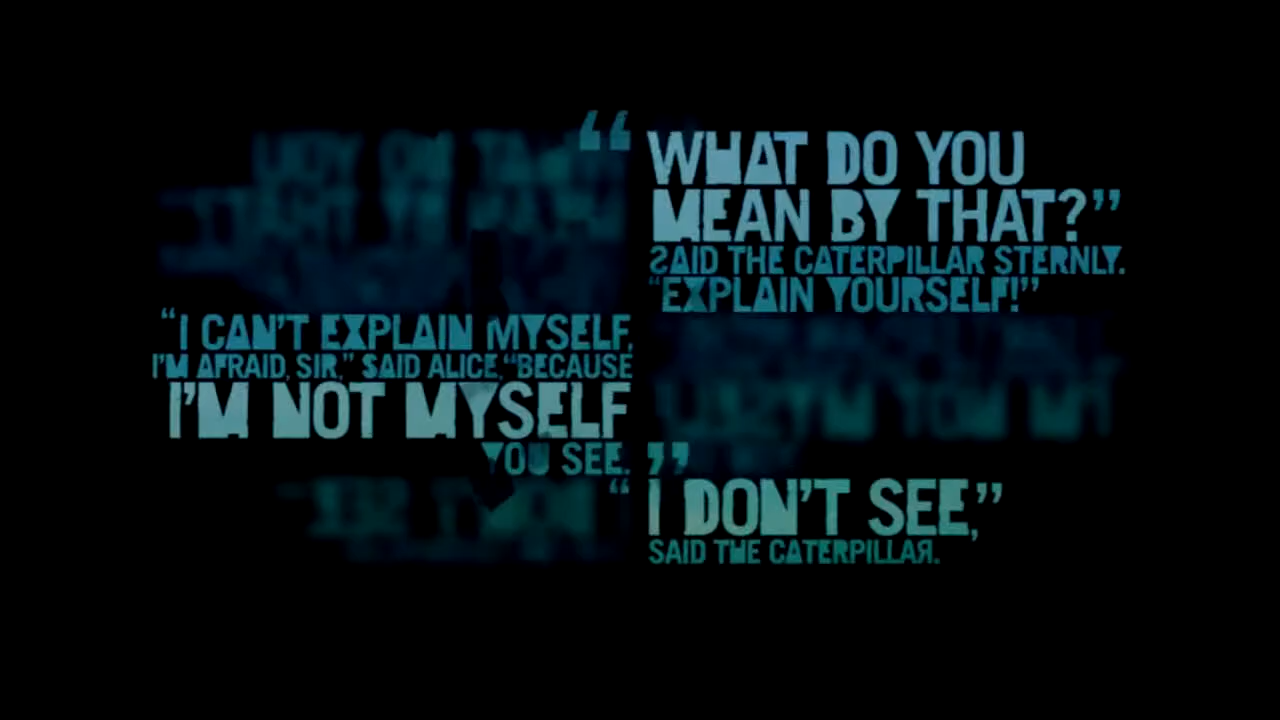 “WHAT DO YOU
MEAN BY THAT?”
SAID THE CATERPILLAR STERNLY.
“EXPLAIN YOURSELF!”
“I CAN'T EXPLAIN MYSELF,
I'M AFRAID, SIR,” SAID ALICE, “BECAUSE
I'M NOT MYSELF
YOU SEE.”
“I DON'T SEE,”
SAID THE CATERPILLAR.